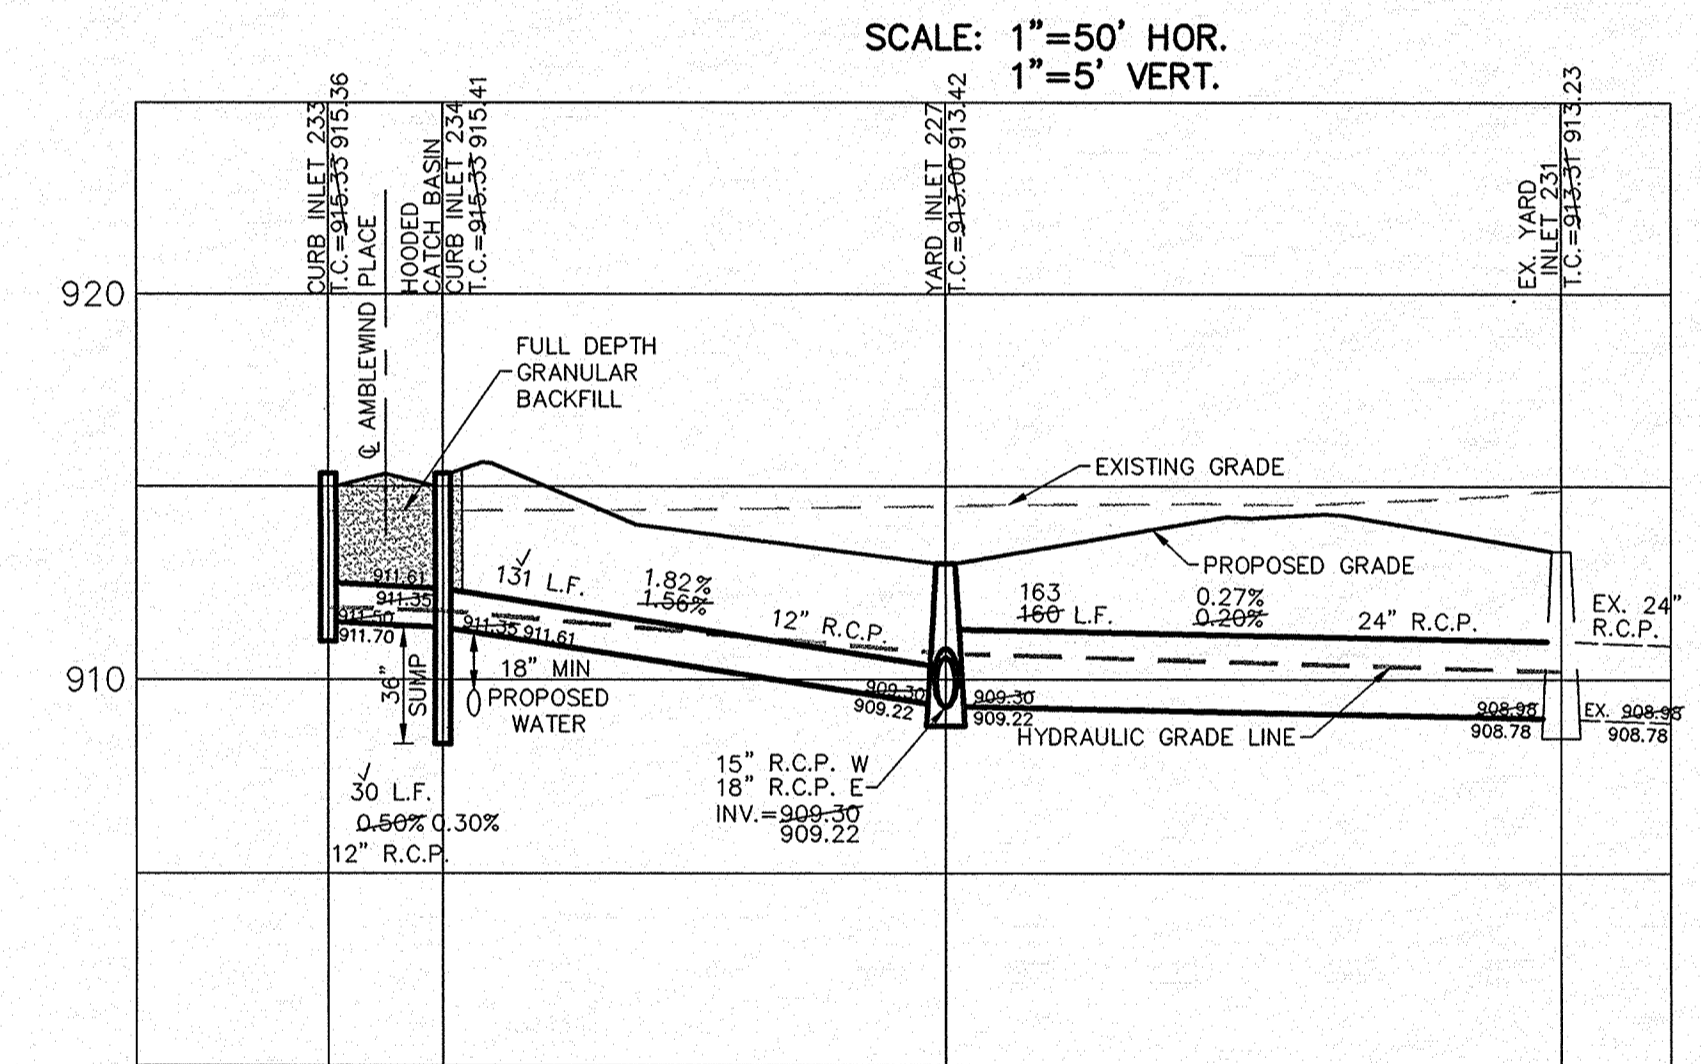 SCALE: 1"=50' HOR.
1"=5' VERT.
CURB INLET 233
T.C.=915.33 915.36
℄ AMBLEWIND PLACE
HOODED
CATCH BASIN
CURB INLET 234
T.C.=915.33 915.41
YARD INLET 227
T.C.=913.00 913.42
EX. YARD
INLET 231
T.C.=913.31 913.23
920
FULL DEPTH
GRANULAR
BACKFILL
EXISTING GRADE
PROPOSED GRADE
911.61
911.35
911.50
911.70
131 L.F.
1.82%
1.56%
12" R.C.P.
911.35 911.61
163
160 L.F.
0.27%
0.20%
24" R.C.P.
EX. 24"
R.C.P.
910
36"
SUMP
18" MIN
PROPOSED
WATER
909.30
909.22
909.30
909.22
HYDRAULIC GRADE LINE
908.98
908.78
EX. 908.98
908.78
15" R.C.P. W
18" R.C.P. E
INV.=909.30
909.22
30 L.F.
0.50% 0.30%
12" R.C.P.